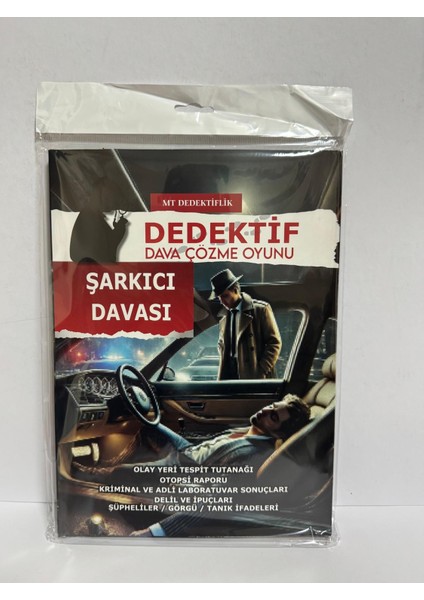 MT DEDEKTİFLİK
DEDEKTİF
DAVA ÇÖZME OYUNU
ŞARKICI
DAVASI
OLAY YERİ TESPİT TUTANAĞI
OTOPSİ RAPORU
KRİMİNAL VE ADLİ LABORATUVAR SONUÇLARI
DELİL VE İPUÇLARI
ŞÜPHELİLER / GÖRGÜ / TANIK İFADELERİ